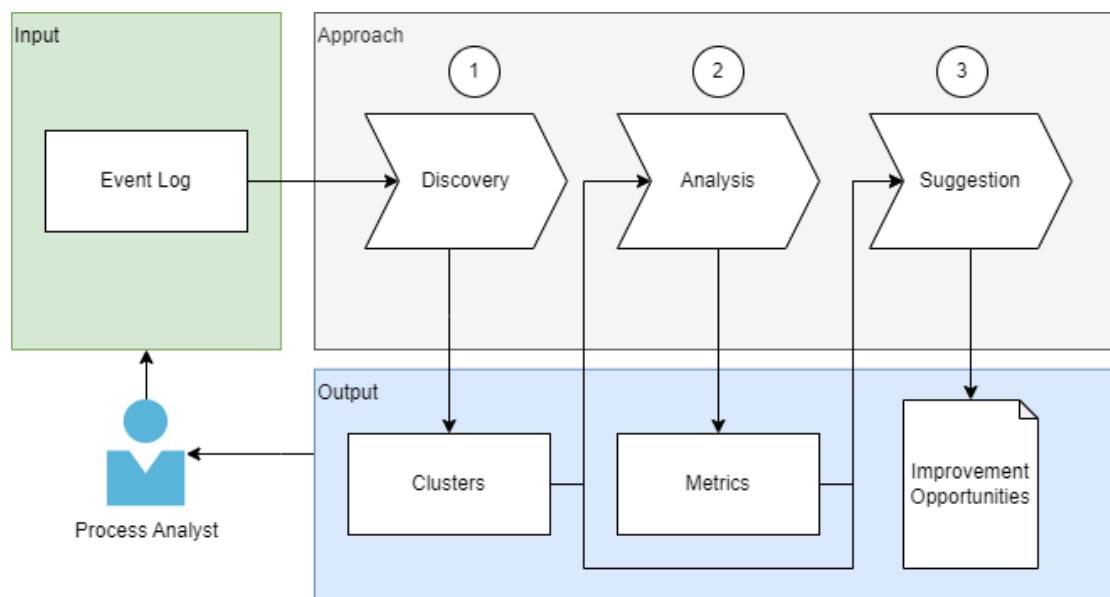 Input
Approach
1
2
3
Event Log
Discovery
Analysis
Suggestion
Output
Clusters
Metrics
Improvement
Opportunities
Process Analyst